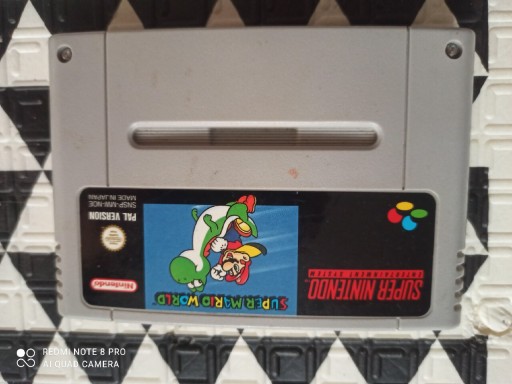 SUPER NINTENDO
ENTERTAINMENT SYSTEM
SUPER MARIO WORLD
Nintendo
PAL VERSION
MADE IN JAPAN
SNSP-MW-NOE
REDMI NOTE 8 PRO
AI QUAD CAMERA